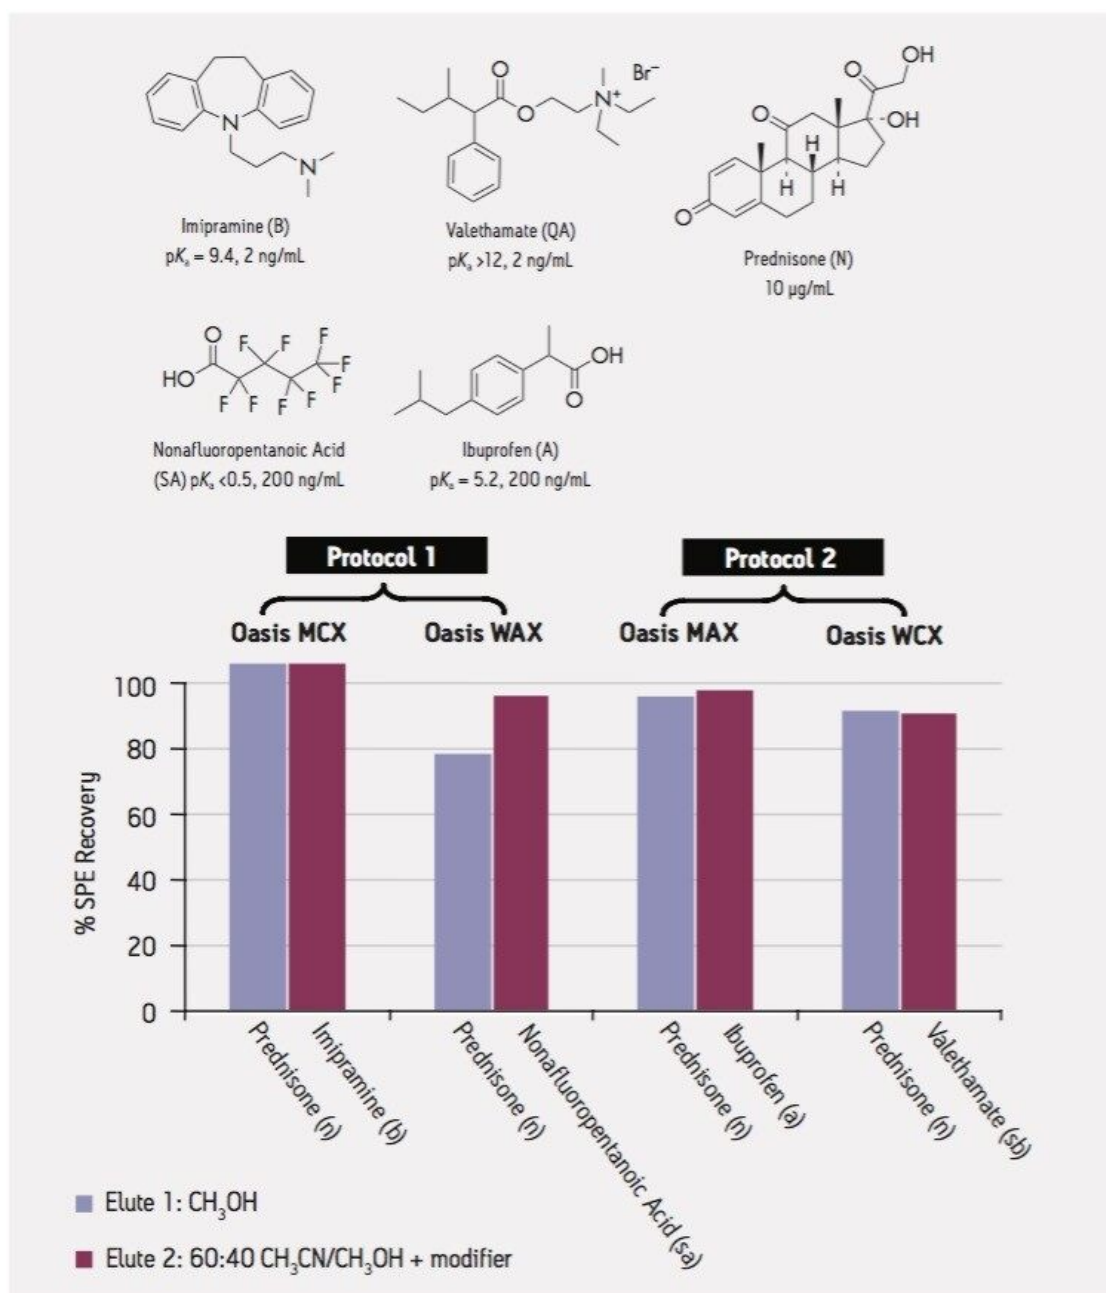 Imipramine (B)
pKₐ = 9.4, 2 ng/mL
Valethamate (QA)
pKₐ >12, 2 ng/mL
Prednisone (N)
10 µg/mL
N
N
O
O
N⁺
Br⁻
O
OH
OH
O
H
H
H
O
O
HO
F
F
F
F
F
F
F
F
F
Nonafluoropentanoic Acid
(SA) pKₐ <0.5, 200 ng/mL
OH
O
Ibuprofen (A)
pKₐ = 5.2, 200 ng/mL
Protocol 1
Protocol 2
Oasis MCX
Oasis WAX
Oasis MAX
Oasis WCX
% SPE Recovery
100
80
60
40
20
0
Prednisone (n)
Imipramine (b)
Prednisone (n)
Nonafluoropentanoic Acid (sa)
Prednisone (n)
Ibuprofen (a)
Prednisone (n)
Valethamate (sb)
Elute 1: CH₃OH
Elute 2: 60:40 CH₃CN/CH₃OH + modifier